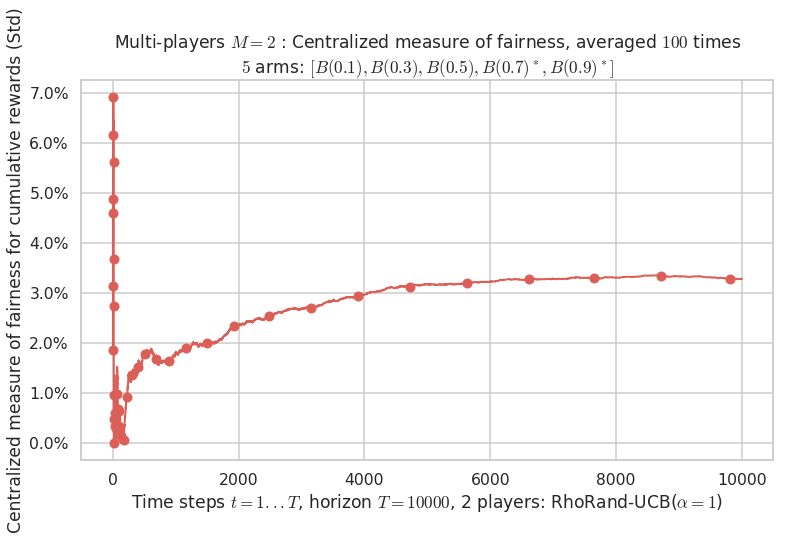 Multi-players M = 2 : Centralized measure of fairness, averaged 100 times
5 arms: [B(0.1), B(0.3), B(0.5), B(0.7)*, B(0.9)*]
Centralized measure of fairness for cumulative rewards (Std)
7.0%
6.0%
5.0%
4.0%
3.0%
2.0%
1.0%
0.0%
0 2000 4000 6000 8000 10000
Time steps t = 1...T, horizon T = 10000, 2 players: RhoRand-UCB(α = 1)